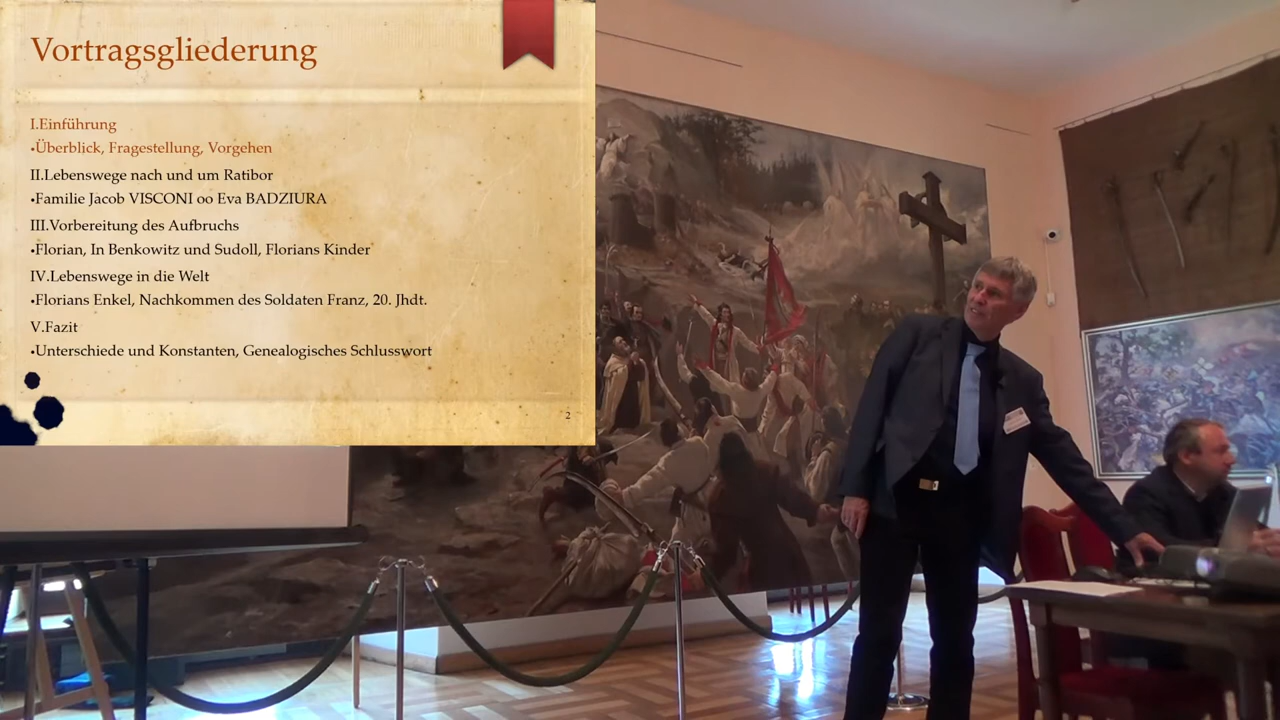 Vortragsgliederung
I.Einführung
•Überblick, Fragestellung, Vorgehen
II.Lebenswege nach und um Ratibor
•Familie Jacob VISCONI oo Eva BADZIURA
III.Vorbereitung des Aufbruchs
•Florian, In Benkowitz und Sudoll, Florians Kinder
IV.Lebenswege in die Welt
•Florians Enkel, Nachkommen des Soldaten Franz, 20. Jhdt.
V.Fazit
•Unterschiede und Konstanten, Genealogisches Schlusswort
2